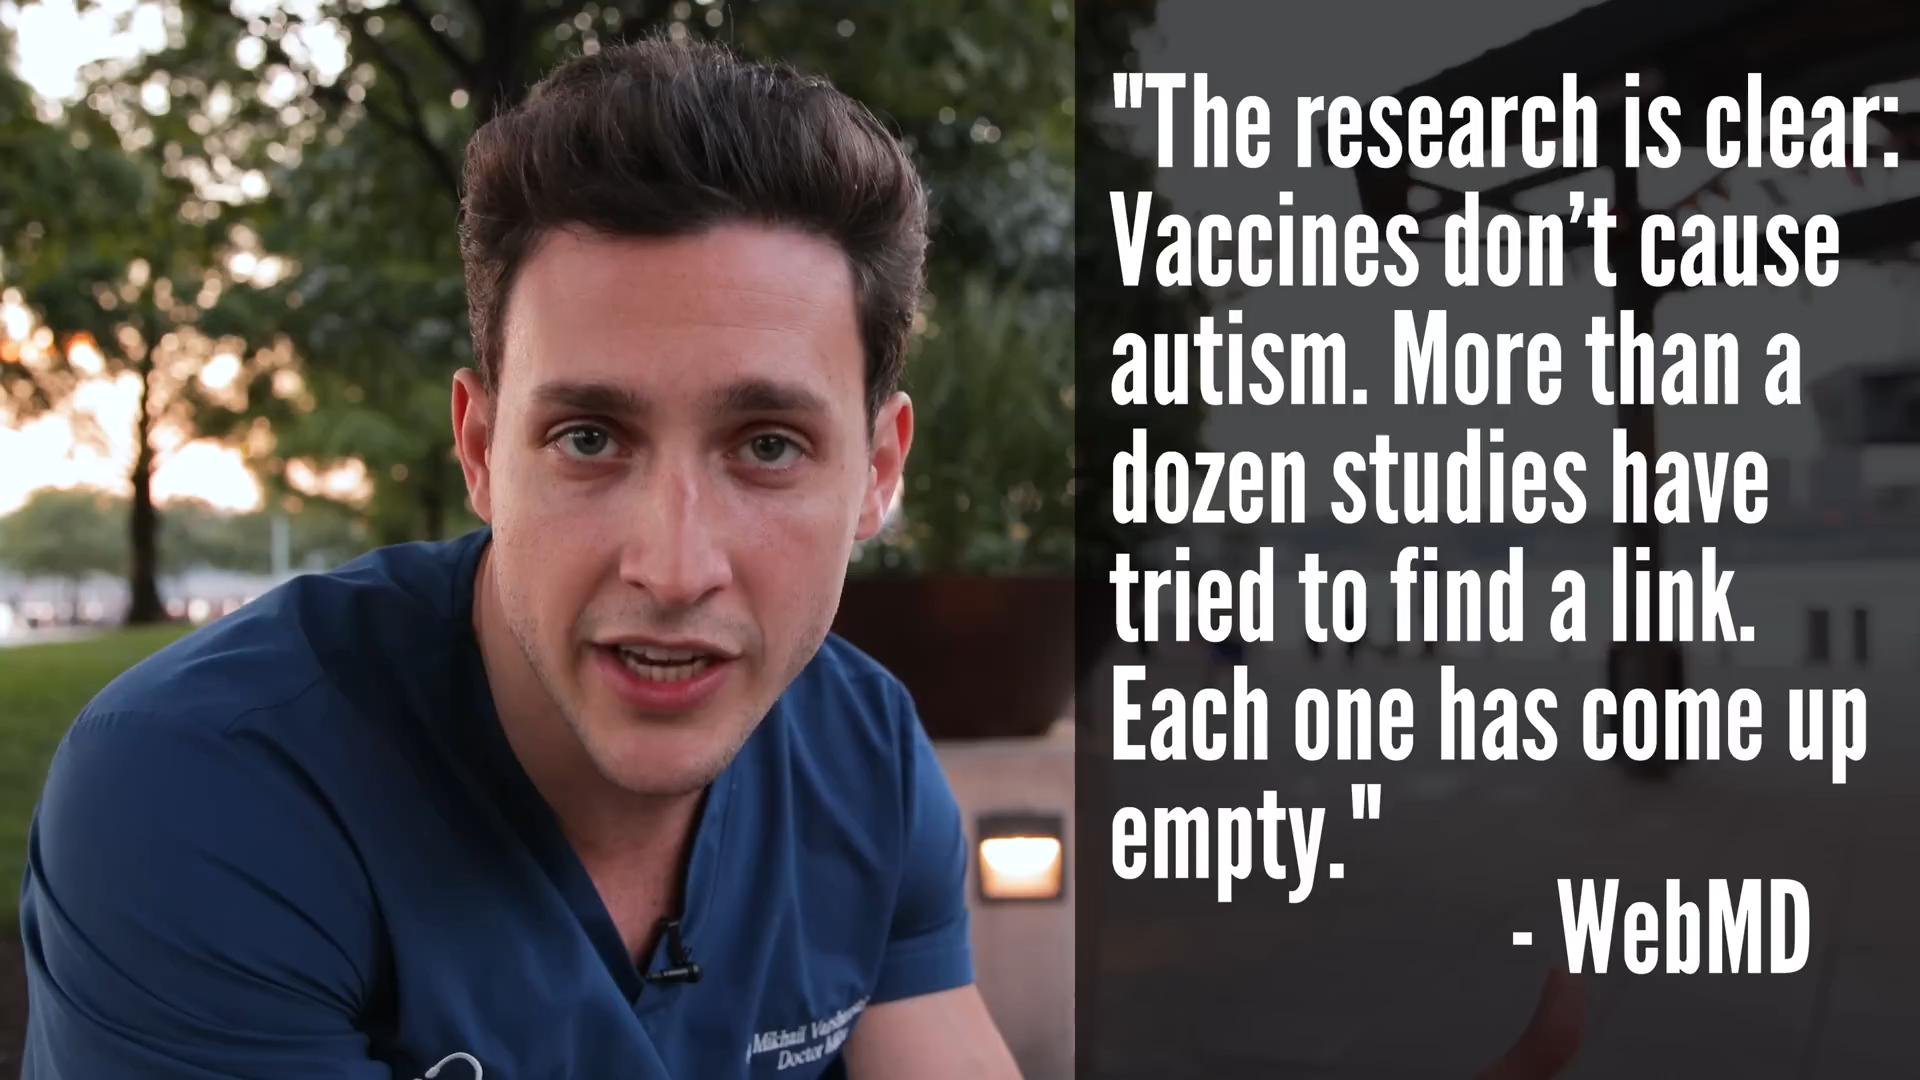 "The research is clear:
Vaccines don’t cause
autism. More than a
dozen studies have
tried to find a link.
Each one has come up
empty."
- WebMD
Mikhail
Doctor